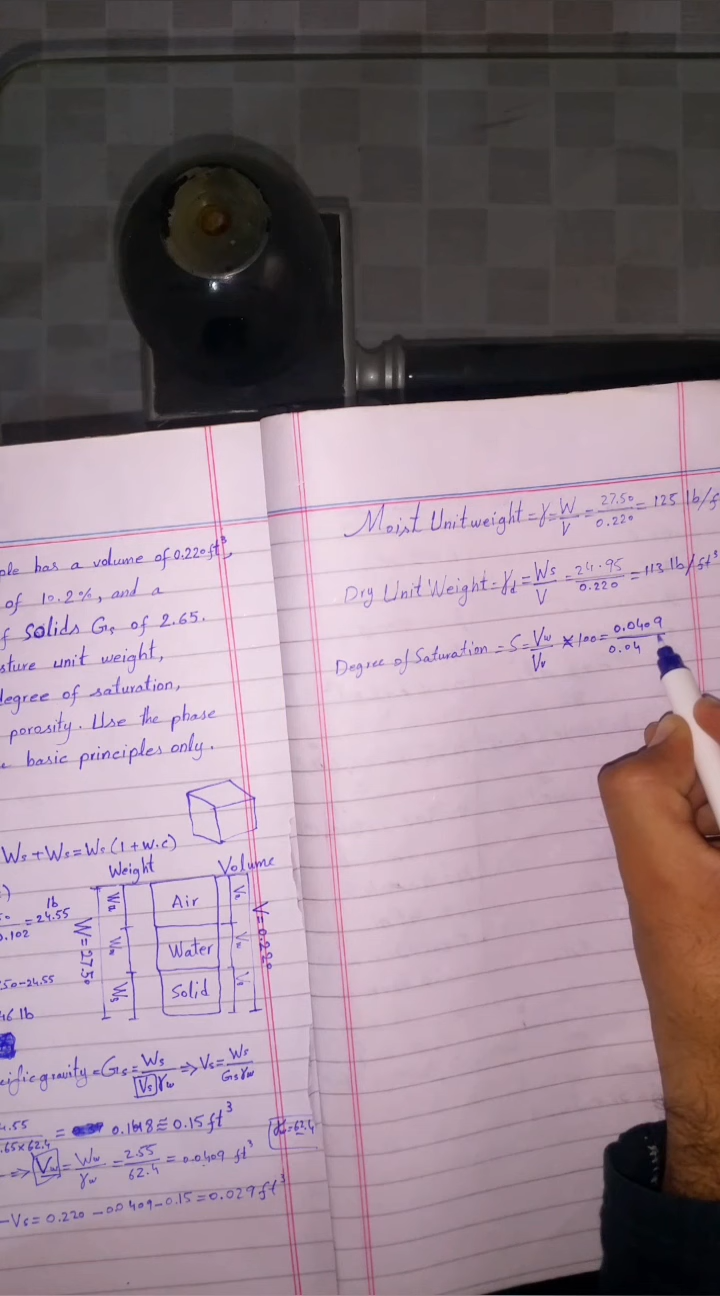 ple has a volume of 0.220 ft³,
of 10.2%, and a
f solids Gs of 2.65.
sture unit weight,
degree of saturation,
porosity. Use the phase
basic principles only.
Ws + Ws = Ws (1 + w.c)
Weight Volume
= 24.55 lb
0.102
50-24.55
46 lb
W = 27.50
Ww
Ws
Air
Water
Solid
V = 0.220
ecific gravity = Gs = Ws / Vs γw ⇒ Vs = Ws / Gs γw
4.55 / .65×62.4 = 0.1418 ≅ 0.15 ft³
= 62.4
⇒ Vw = Ww / γw = 2.55 / 62.4 = 0.0409 ft³
-Vs = 0.220 - 0.0409 - 0.15 = 0.029 ft³
Moist Unit weight = γ = W / V = 27.50 / 0.220 = 125 lb/f
Dry Unit Weight = γd = Ws / V = 24.95 / 0.220 = 113 lb/ft³
Degree of Saturation = S = Vw / Vv × 100 = 0.0409 / 0.04